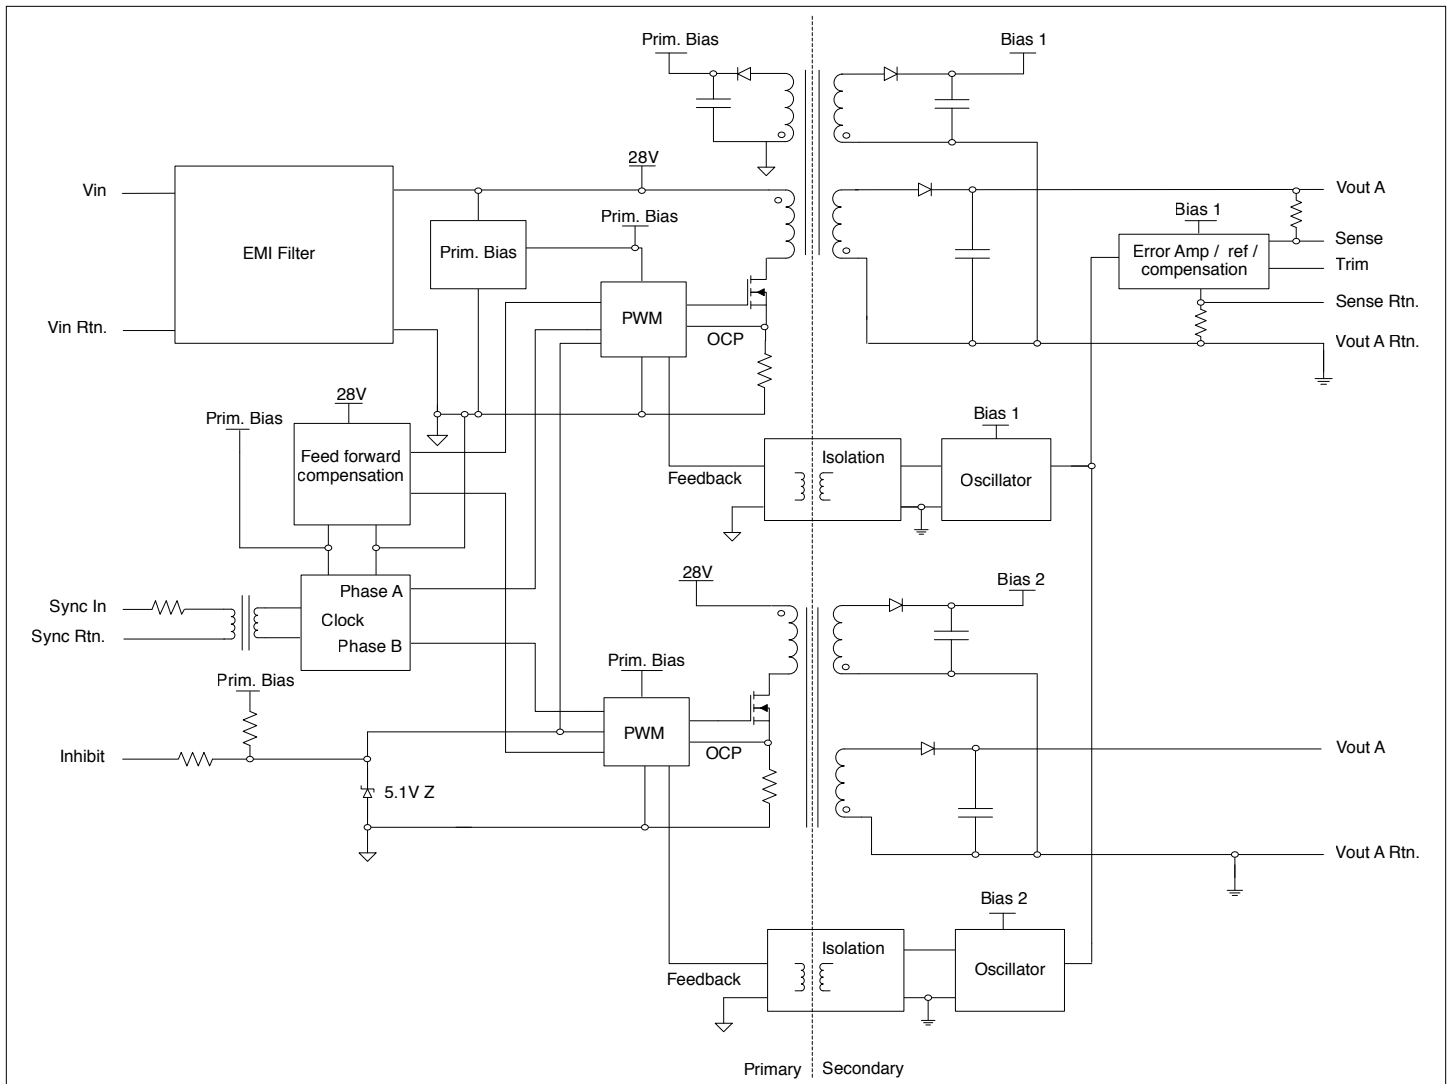 Prim. Bias
Bias 1
28V
Vin
Vout A
EMI Filter
Prim. Bias
Prim. Bias
Bias 1
Error Amp / ref /
compensation
Sense
Trim
Vin Rtn.
PWM
OCP
Sense Rtn.
Vout A Rtn.
28V
Prim. Bias
Bias 1
Feed forward
compensation
Feedback
Isolation
Oscillator
28V
Bias 2
Sync In
Sync Rtn.
Phase A
Clock
Phase B
Prim. Bias
Prim. Bias
Inhibit
PWM
OCP
Vout A
5.1V Z
Vout A Rtn.
Bias 2
Feedback
Isolation
Oscillator
Primary
Secondary